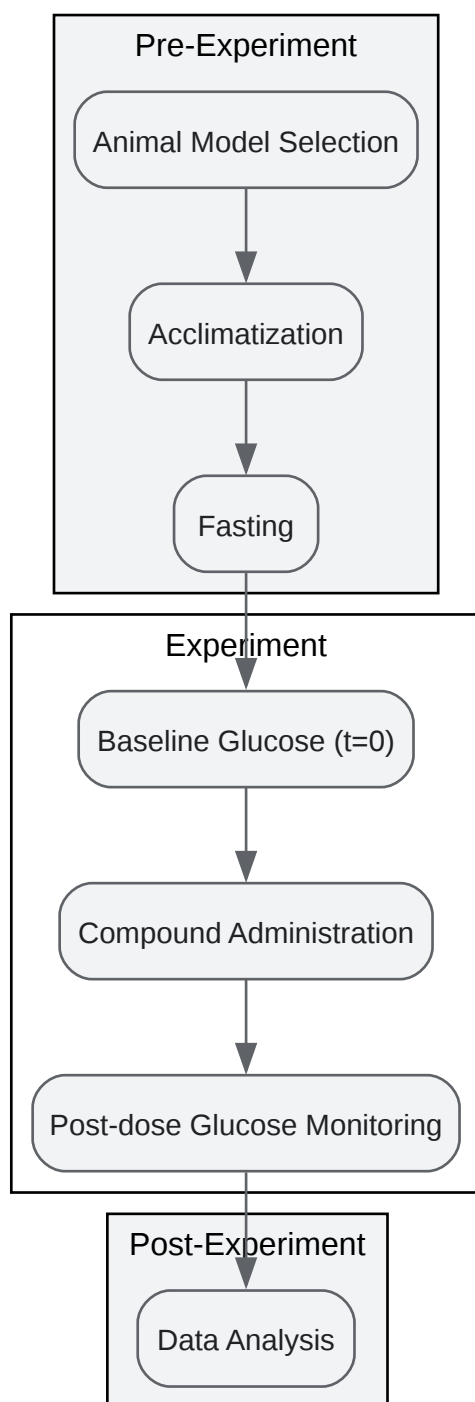 Pre-Experiment
Animal Model Selection
Acclimatization
Fasting
Experiment
Baseline Glucose (t=0)
Compound Administration
Post-dose Glucose Monitoring
Post-Experiment
Data Analysis